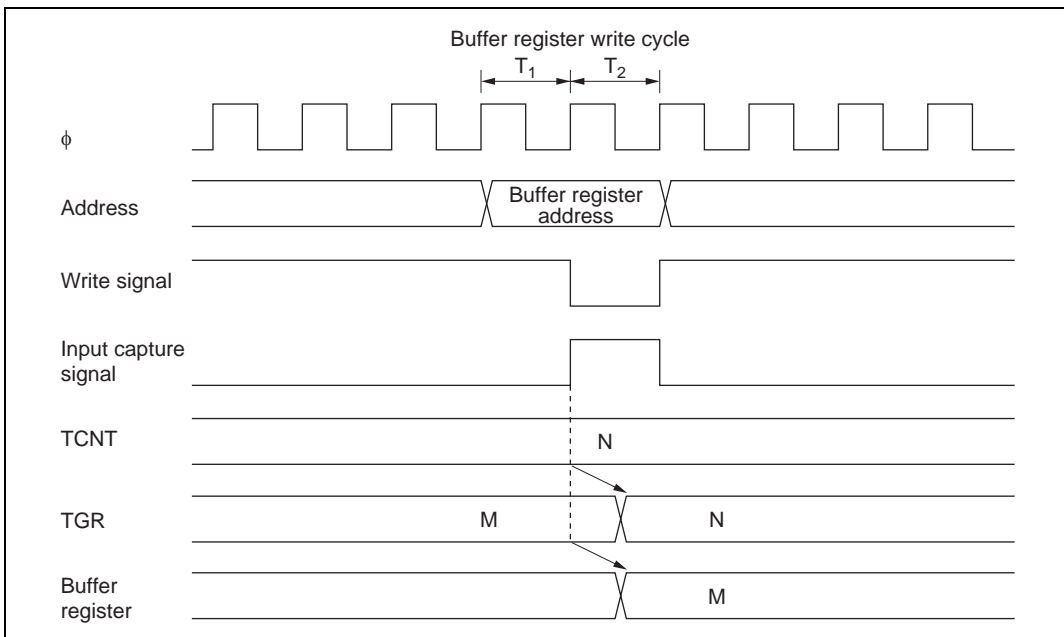 Buffer register write cycle
T1 T2
ϕ
Address
Buffer register
address
Write signal
Input capture
signal
TCNT
N
TGR
M N
Buffer
register
M